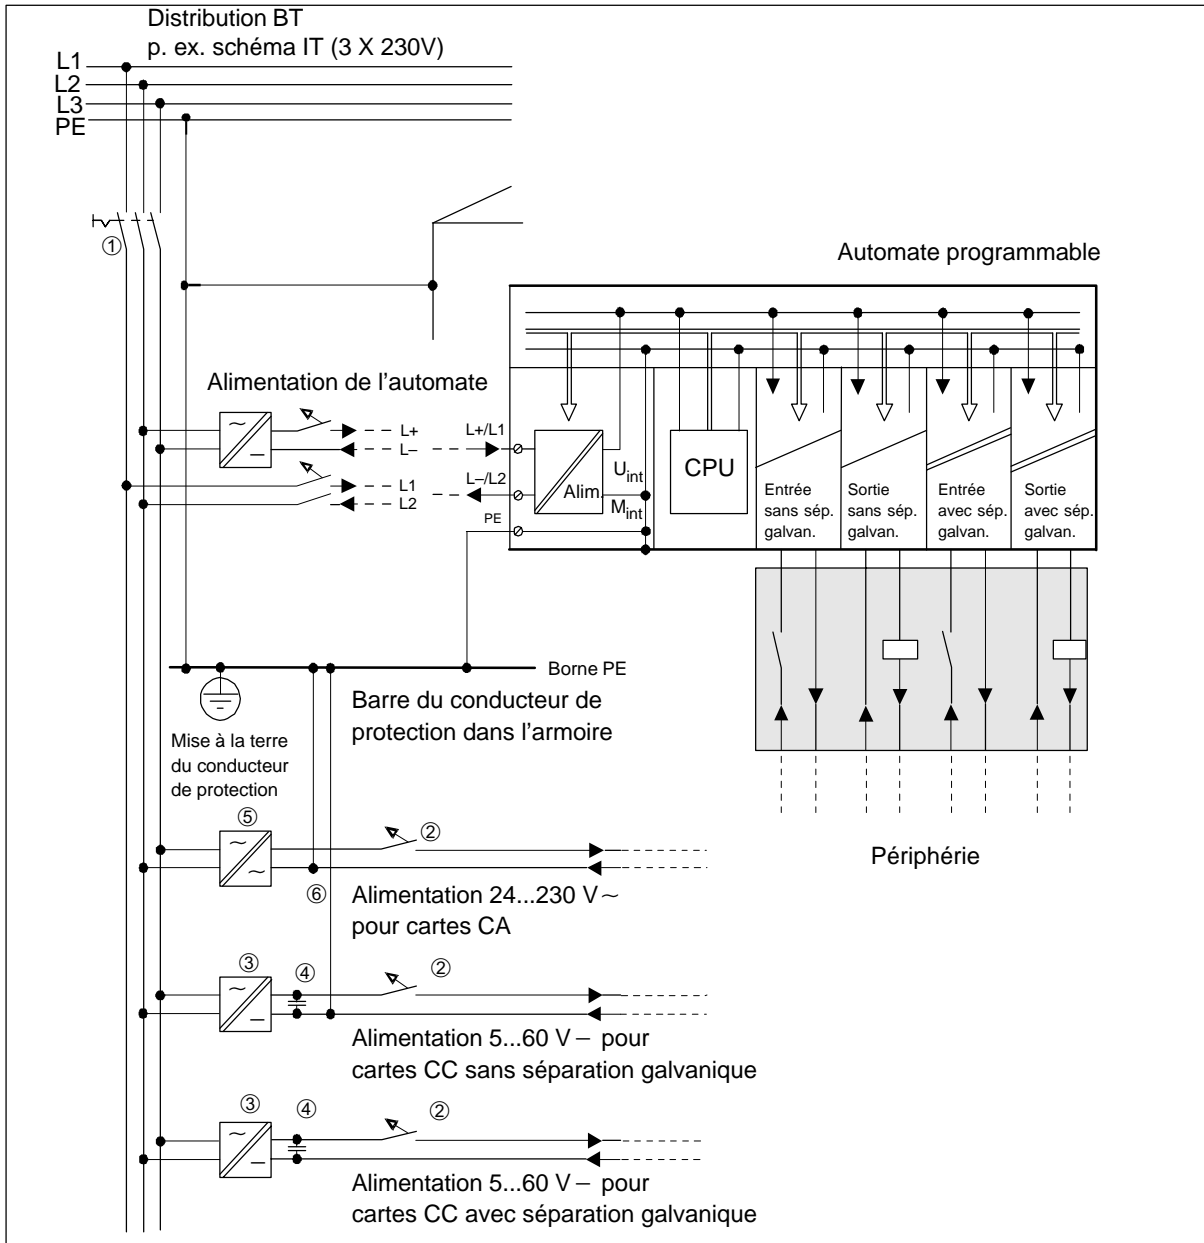 Distribution BT
p. ex. schéma IT (3 X 230V)
L1
L2
L3
PE
①
Automate programmable
Alimentation de l'automate
L+
L–
L1
L2
L+/L1
L–/L2
PE
Alim.
Uint
Mint
CPU
Entrée
sans sép.
galvan.
Sortie
sans sép.
galvan.
Entrée
avec sép.
galvan.
Sortie
avec sép.
galvan.
Borne PE
Barre du conducteur de
protection dans l'armoire
Mise à la terre
du conducteur
de protection
Périphérie
⑤
②
~
~
⑥
Alimentation 24...230 V ~
pour cartes CA
③
④
②
~
–
Alimentation 5...60 V – pour
cartes CC sans séparation galvanique
③
④
②
~
–
Alimentation 5...60 V – pour
cartes CC avec séparation galvanique